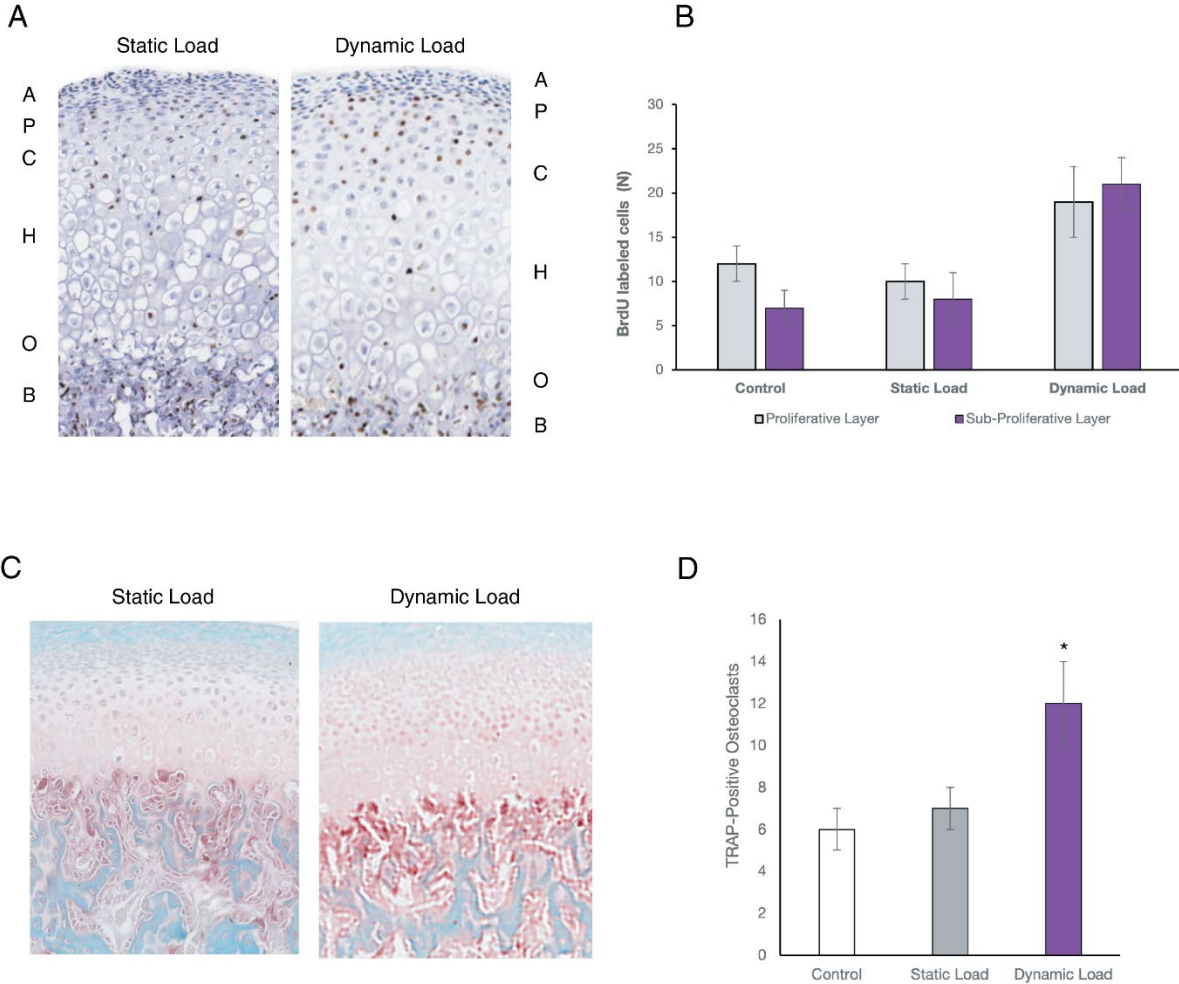 A
Static Load
Dynamic Load
A
P
C
H
O
B
A
P
C
H
O
B
B
BrdU labeled cells (N)
30
25
20
15
10
5
0
Control
Static Load
Dynamic Load
Proliferative Layer
Sub-Proliferative Layer
C
Static Load
Dynamic Load
D
TRAP-Positive Osteoclasts
16
14
12
10
8
6
4
2
0
*
Control
Static Load
Dynamic Load